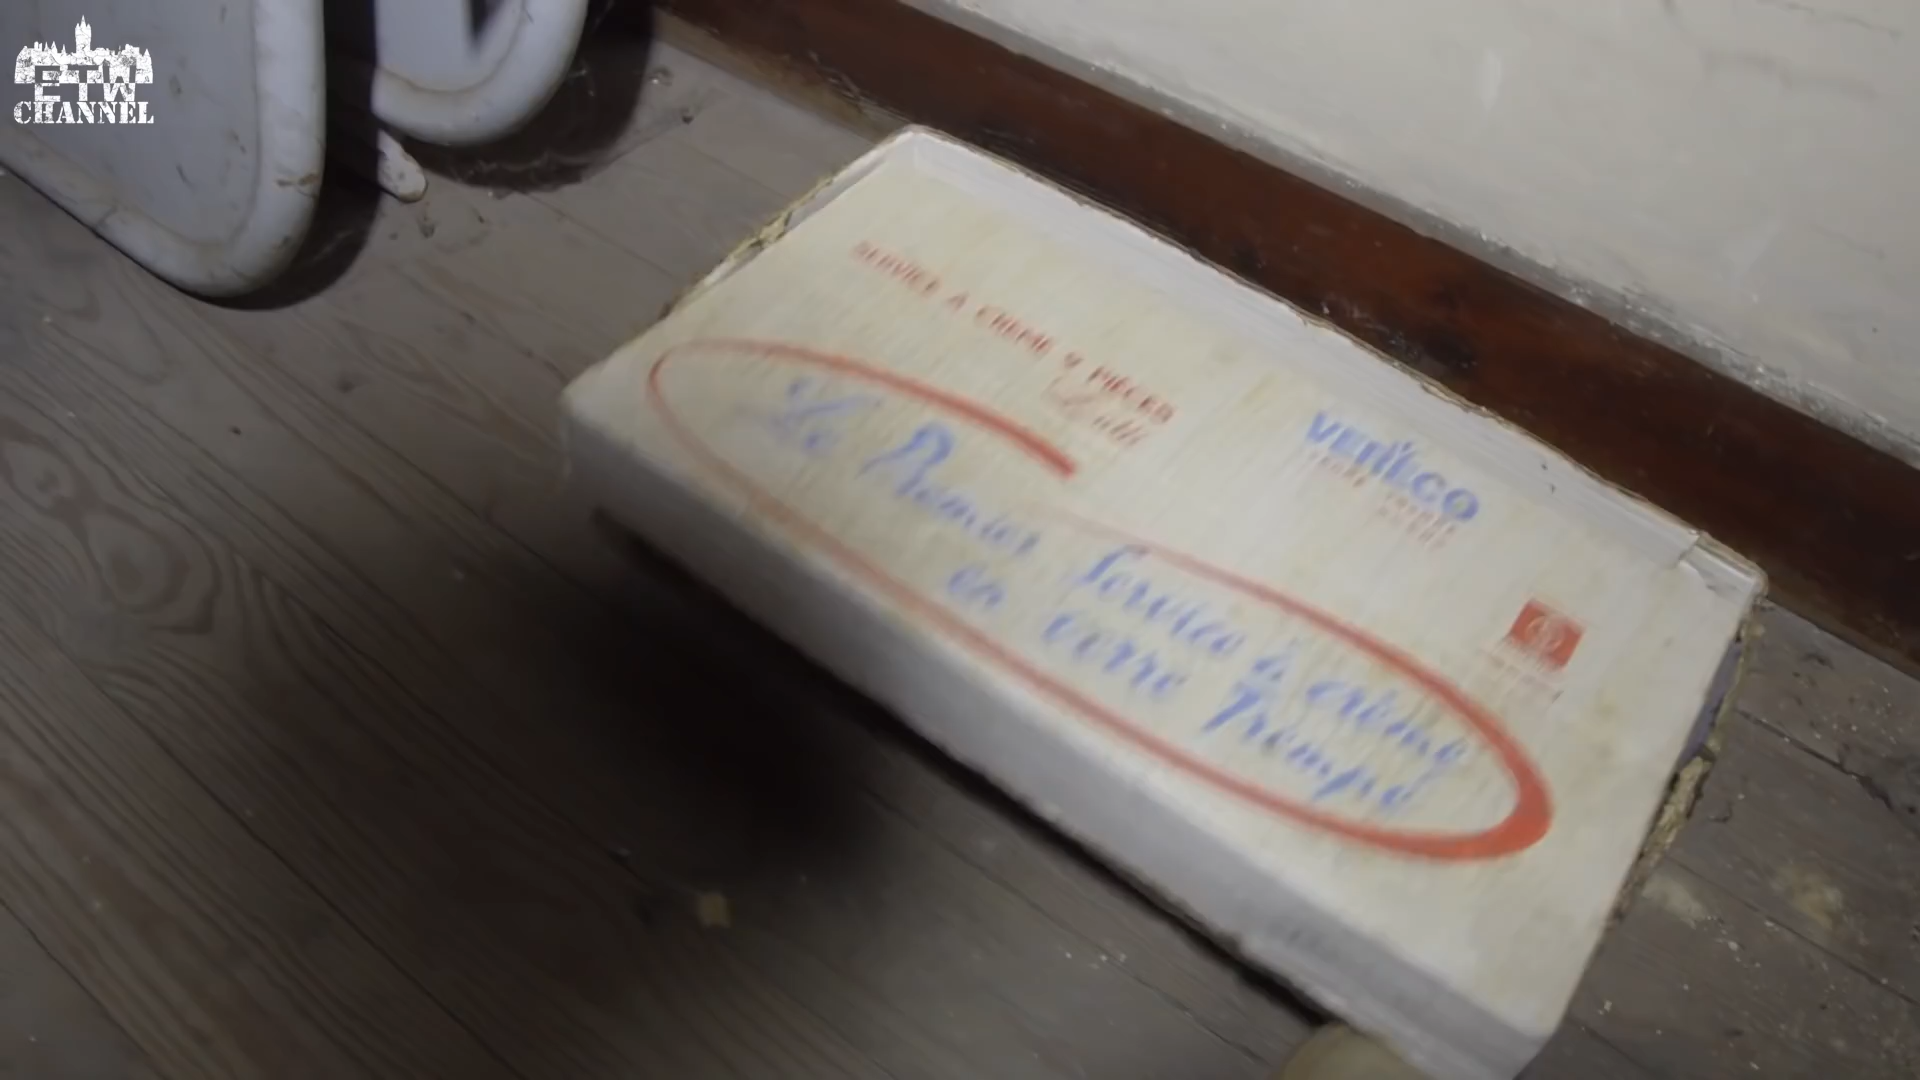 ETW
CHANNEL
SERVICE A CREME 9 PIECES
VERECO
Le Premier Service à crème
en verre Trempé